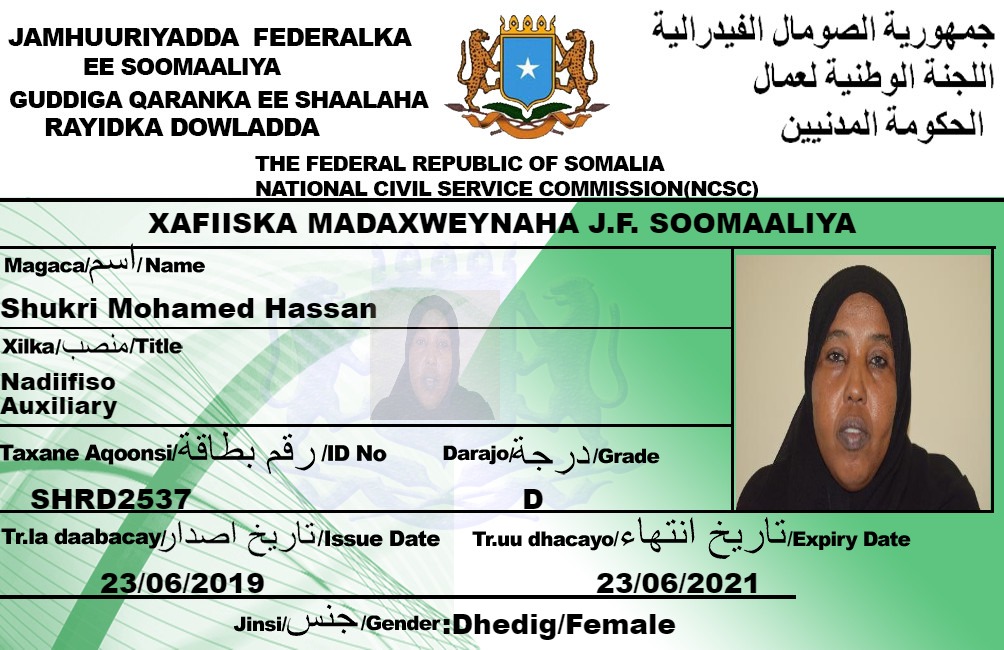 JAMHUURIYADDA FEDERALKA
EE SOOMAALIYA
GUDDIGA QARANKA EE SHAALAHA
RAYIDKA DOWLADDA
جمهورية الصومال الفيدرالية
اللجنة الوطنية لعمال
الحكومة المدنيين
THE FEDERAL REPUBLIC OF SOMALIA
NATIONAL CIVIL SERVICE COMMISSION(NCSC)
XAFIISKA MADAXWEYNAHA J.F. SOOMAALIYA
Magaca/اسم/Name
Shukri Mohamed Hassan
Xilka/منصب/Title
Nadiifiso
Auxiliary
Taxane Aqoonsi/رقم بطاقة/ID No
Darajo/درجة/Grade
SHRD2537
D
Tr.la daabacay/تاريخ اصدار/Issue Date
Tr.uu dhacayo/تاريخ انتهاء/Expiry Date
23/06/2019
23/06/2021
Jinsi/جنس/Gender:Dhedig/Female